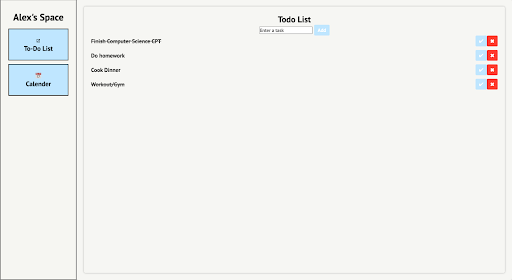 Alex's Space
To-Do List
Calender
Todo List
Enter a task
Add
Finish Computer Science CPT
Do homework
Cook Dinner
Workout/Gym